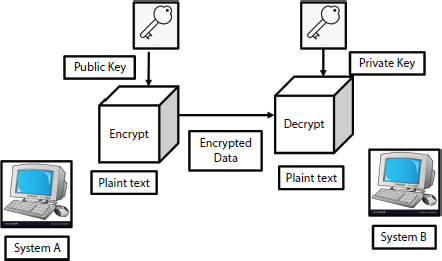 Public Key
Private Key
Encrypt
Decrypt
Encrypted
Data
Plaint text
Plaint text
System A
System B